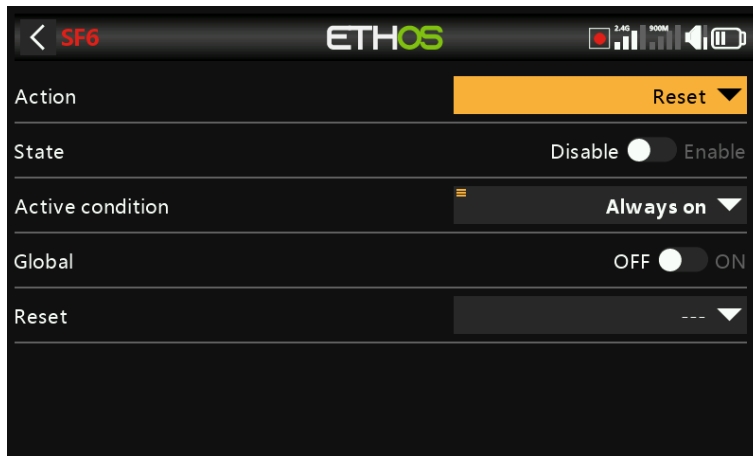 SF6 ETHOS 2.4G 900M
Action Reset
State Disable Enable
Active condition Always on
Global OFF ON
Reset ---